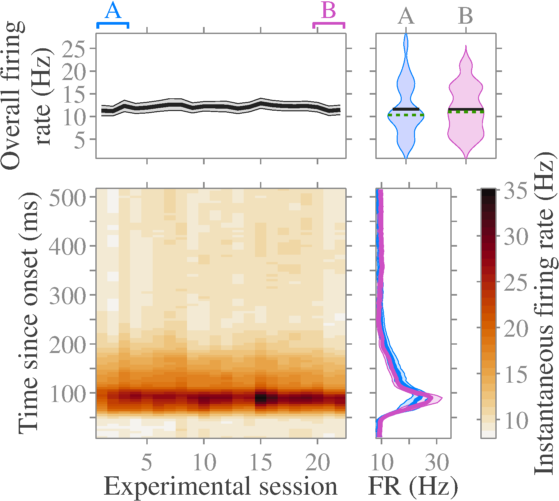 A
B
A
B
Overall firing
rate (Hz)
25
20
15
10
5
Time since onset (ms)
500
400
300
200
100
5
10
15
20
Experimental session
10
30
FR (Hz)
35
30
25
20
15
10
Instantaneous firing rate (Hz)